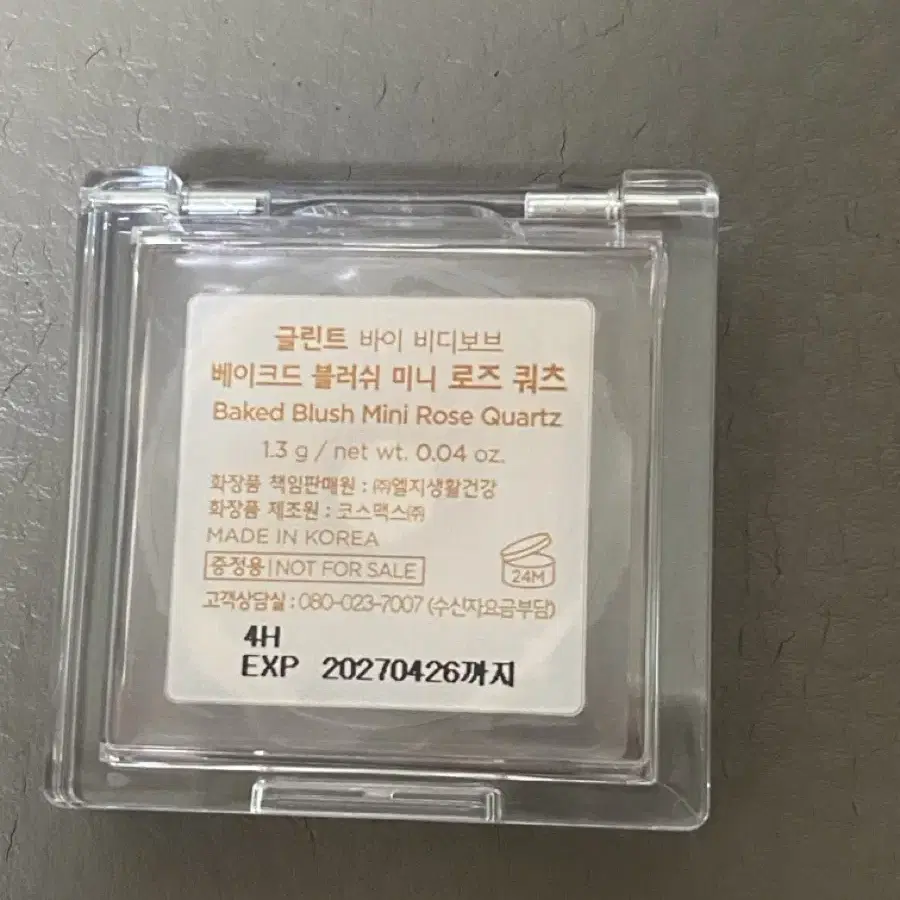 글린트 바이 비디보브
베이크드 블러쉬 미니 로즈 쿼츠
Baked Blush Mini Rose Quartz
1.3 g / net wt. 0.04 oz.
화장품 책임판매원 : ㈜엘지생활건강
화장품 제조원 : 코스맥스㈜
MADE IN KOREA
증정용 | NOT FOR SALE
24M
고객상담실 : 080-023-7007 (수신자요금부담)
4H
EXP 20270426까지